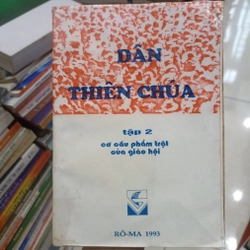 DÂN
THIÊN CHÚA
tập 2
cơ cấu phẩm trật
của giáo hội
RÔ-MA 1993